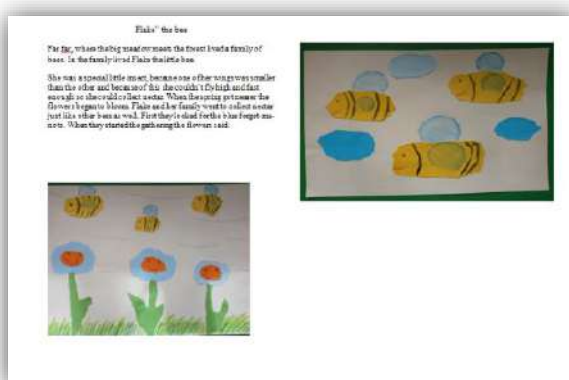 Flaks" the bee
Far far, where the big meadow meets the forest lived a family of
bees. In the family lived Flaks the little bee.
She was a special little insect, because one of her wings was smaller
than the other and because of this she couldn't fly high and fast
enough so she could collect nectar. When the spring got nearer the
flowers began to bloom. Flaks and her family went to collect nectar
just like other bees as well. First they looked for the blue forget-me-
nots. When they started the gathering the flowers said: